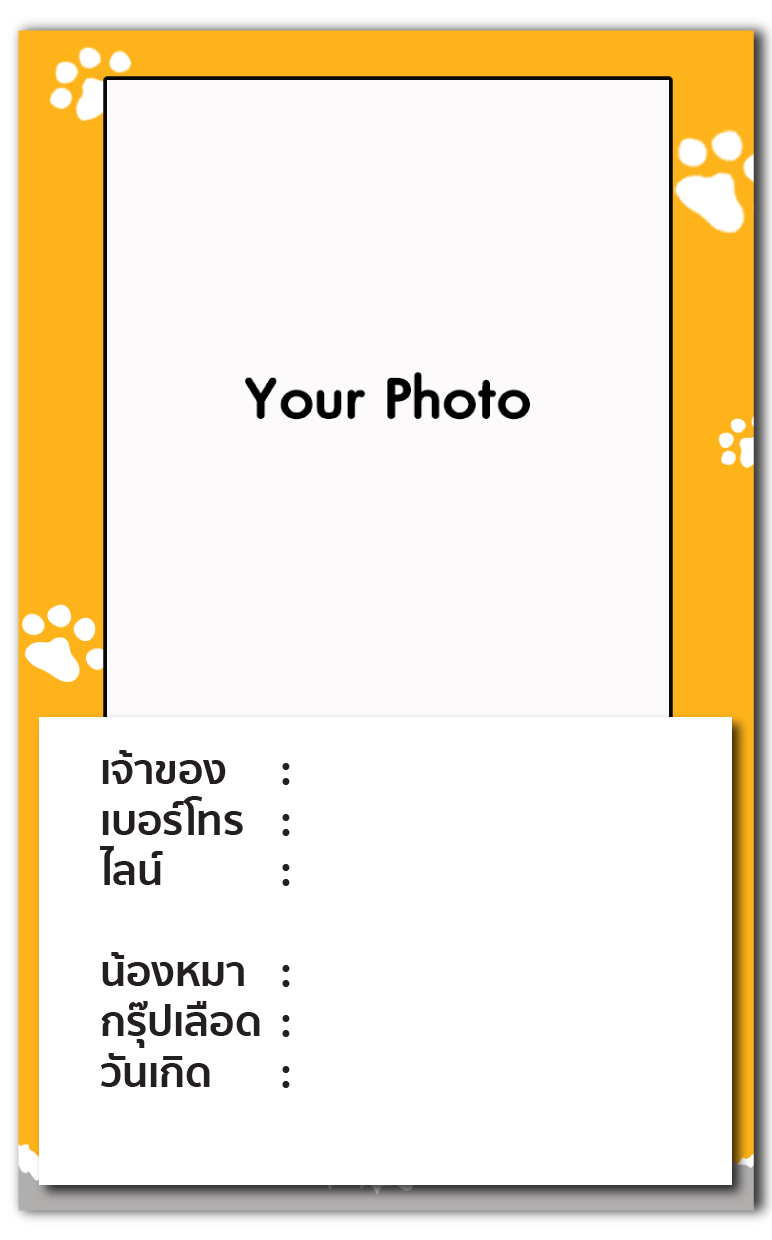 Your Photo
เจ้าของ :
เบอร์โทร :
ไลน์ :
น้องหมา :
กรุ๊ปเลือด :
วันเกิด :